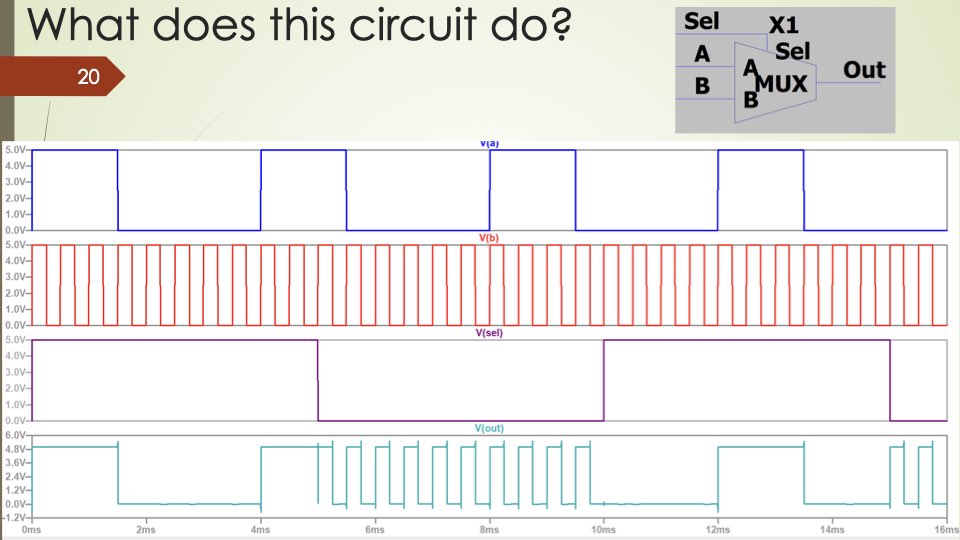 What does this circuit do?
20
Sel
X1
Sel
A
A
MUX
Out
B
B
V(a)
5.0V
4.0V
3.0V
2.0V
1.0V
0.0V
V(b)
5.0V
4.0V
3.0V
2.0V
1.0V
0.0V
V(sel)
5.0V
4.0V
3.0V
2.0V
1.0V
0.0V
V(out)
6.0V
4.8V
3.6V
2.4V
1.2V
0.0V
-1.2V
0ms 2ms 4ms 6ms 8ms 10ms 12ms 14ms 16ms